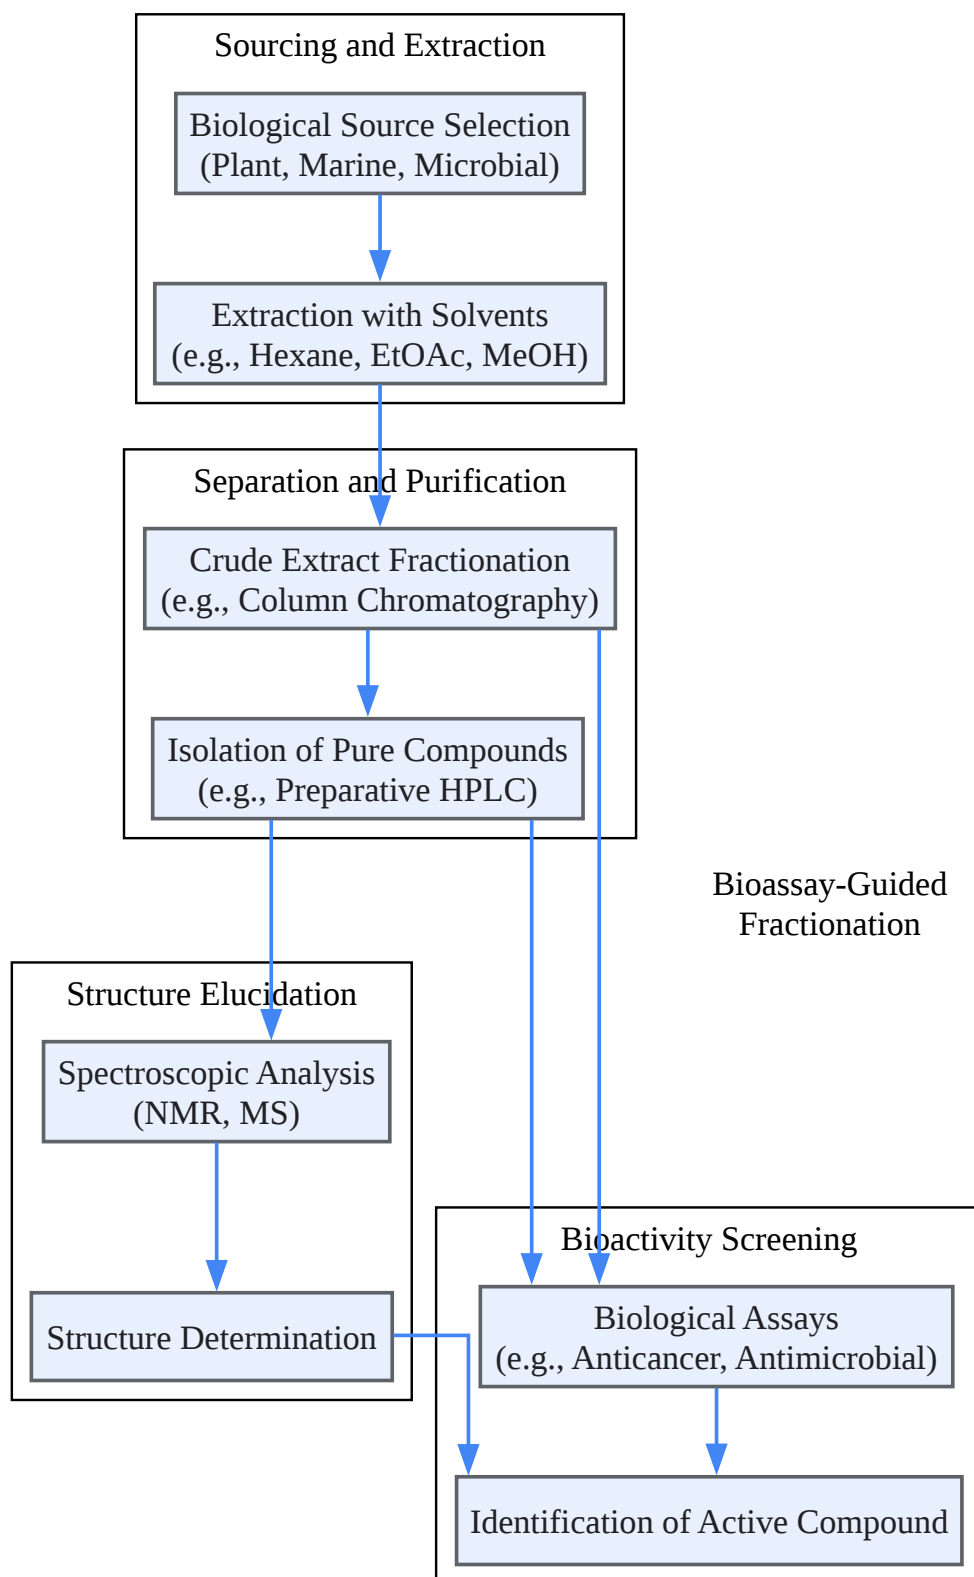 Sourcing and Extraction
Biological Source Selection
(Plant, Marine, Microbial)
Extraction with Solvents
(e.g., Hexane, EtOAc, MeOH)
Separation and Purification
Crude Extract Fractionation
(e.g., Column Chromatography)
Isolation of Pure Compounds
(e.g., Preparative HPLC)
Bioassay-Guided
Fractionation
Structure Elucidation
Spectroscopic Analysis
(NMR, MS)
Structure Determination
Bioactivity Screening
Biological Assays
(e.g., Anticancer, Antimicrobial)
Identification of Active Compound